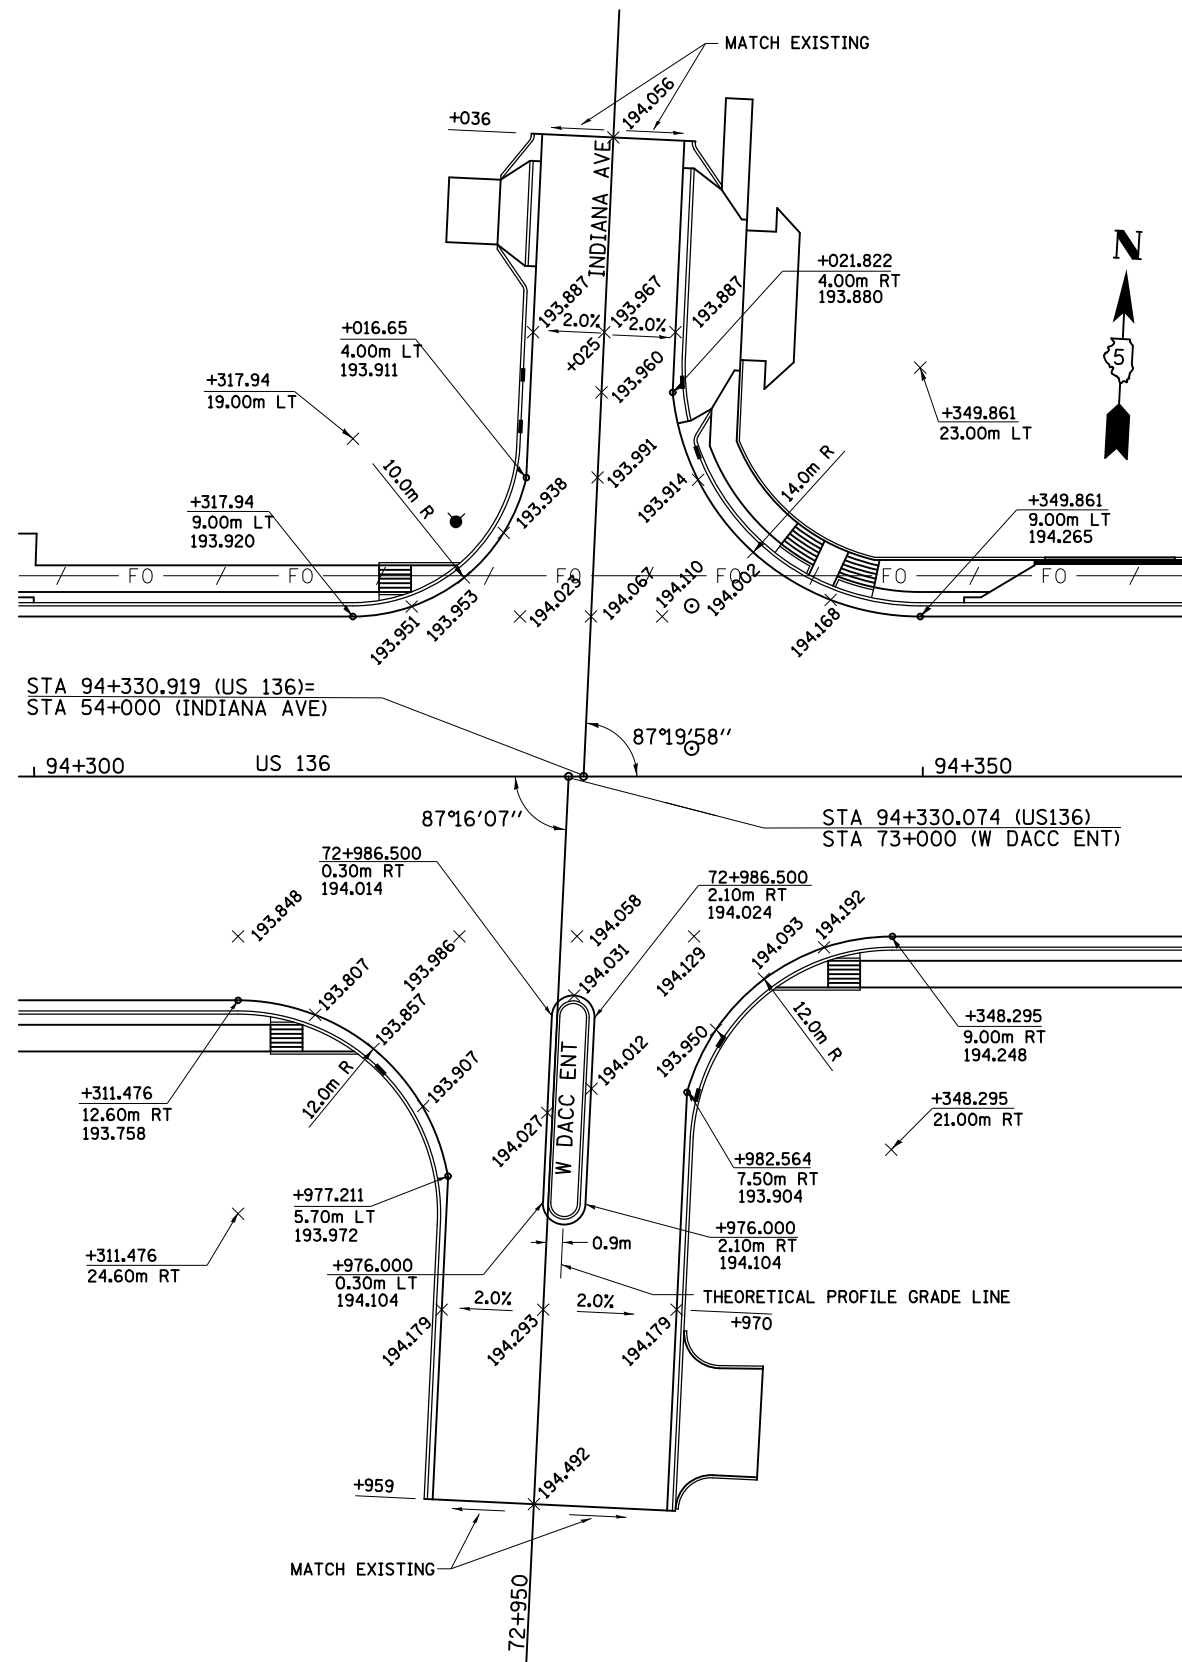 MATCH EXISTING
+036
194.056
INDIANA AVE
N
5
+021.822
4.00m RT
193.880
193.887
193.967
193.887
2.0%
2.0%
+025
+016.65
4.00m LT
193.911
193.960
+317.94
19.00m LT
+349.861
23.00m LT
10.0m R
193.938
193.991
193.914
14.0m R
+317.94
9.00m LT
193.920
+349.861
9.00m LT
194.265
FO
FO
FO
FO
FO
FO
193.951
193.953
194.023
194.067
194.110
194.002
194.168
STA 94+330.919 (US 136)=
STA 54+000 (INDIANA AVE)
87°19'58''
94+300
US 136
94+350
87°16'07''
STA 94+330.074 (US136)
STA 73+000 (W DACC ENT)
72+986.500
0.30m RT
194.014
72+986.500
2.10m RT
194.024
193.848
193.986
194.058
194.031
194.129
194.093
194.192
193.807
193.857
193.907
12.0m R
194.027
W DACC ENT
194.012
193.950
12.0m R
+348.295
9.00m RT
194.248
+311.476
12.60m RT
193.758
+348.295
21.00m RT
+977.211
5.70m LT
193.972
+982.564
7.50m RT
193.904
+311.476
24.60m RT
+976.000
0.30m LT
194.104
0.9m
+976.000
2.10m RT
194.104
THEORETICAL PROFILE GRADE LINE
2.0%
2.0%
194.179
194.293
194.179
+970
+959
194.492
MATCH EXISTING
72+950